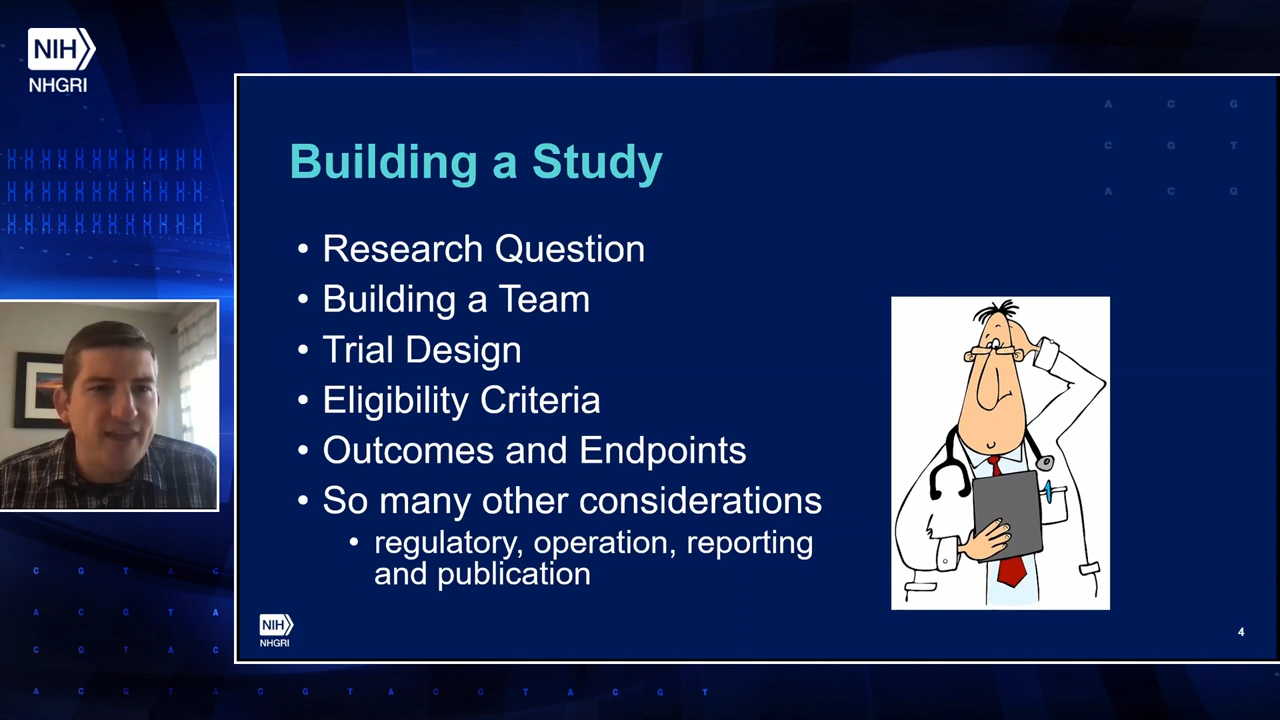 NIH
NHGRI
A C G
C G T
A C G
Building a Study
• Research Question
• Building a Team
• Trial Design
• Eligibility Criteria
• Outcomes and Endpoints
• So many other considerations
• regulatory, operation, reporting
and publication
NIH
NHGRI
4
C G T A C
A C G T A
C G T A C
A C G T A C G T A C G T A C G T